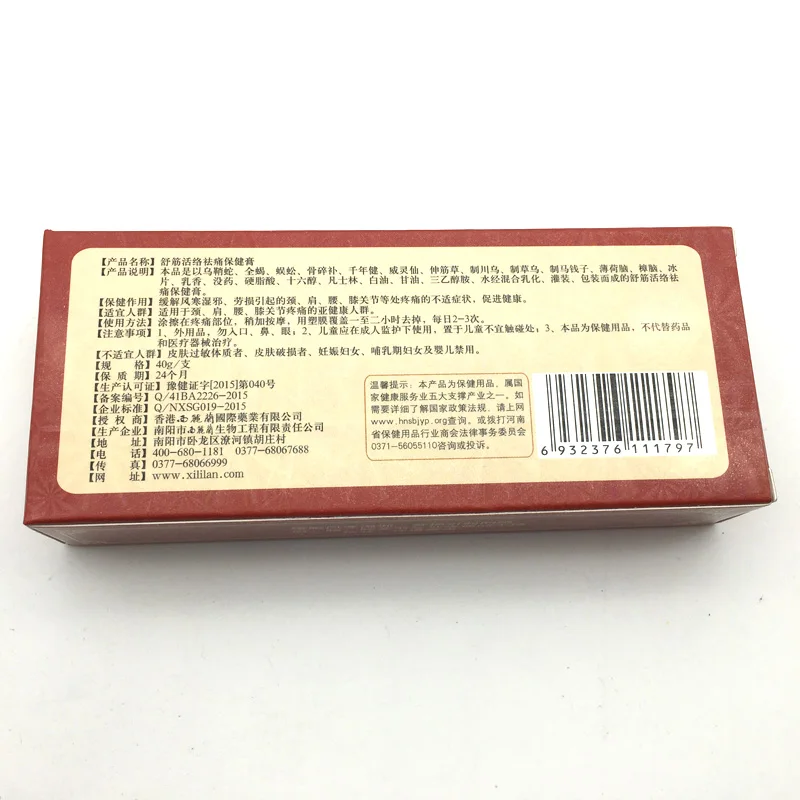 【产品名称】舒筋活络祛痛保健膏
【产品说明】本品是以乌鞘蛇、全蝎、蜈蚣、骨碎补、千年健、威灵仙、伸筋草、制川乌、制草乌、制马钱子、薄荷脑、樟脑、冰
片、乳香、没药、硬脂酸、十六醇、凡士林、白油、甘油、三乙醇胺、水经混合乳化、灌装、包装而成的舒筋活络祛
痛保健膏。
【保健作用】缓解风寒湿邪、劳损引起的颈、肩、腰、膝关节等处疼痛的不适症状，促进健康。
【适宜人群】适用于颈、肩、腰、膝关节疼痛的亚健康人群。
【使用方法】涂擦在疼痛部位，稍加按摩，用塑膜覆盖一至二小时去掉，每日2-3次。
【注意事项】1、外用品，勿入口、鼻、眼；2、儿童应在成人监护下使用，置于儿童不宜触碰处；3、本品为保健用品，不代替药品
和医疗器械治疗。
【不适宜人群】皮肤过敏体质者、皮肤破损者、妊娠妇女、哺乳期妇女及婴儿禁用。
【规 格】40g/支
【保 质 期】24个月
【生产许可证】豫健证字[2015]第040号
【备案编号】Q/41BA2226-2015
【企业标准】Q/NXSG019-2015
【授 权 商】香港西麗蘭國際藥業有限公司
【生产企业】南阳市西麗蘭生物工程有限责任公司
【地 址】南阳市卧龙区潦河镇胡庄村
【电 话】400-680-1181 0377-68067688
【传 真】0377-68066999
【网 址】www.xililan.com
温馨提示：本产品为保健用品，属国
家健康服务业五大支撑产业之一。如
需要详细了解国家政策法规，请上网
www.hnsbjyp.org查询。或拨打河南
省保健用品行业商会法律事务委员会
0371-56055110咨询或投诉。
6 932376 111797